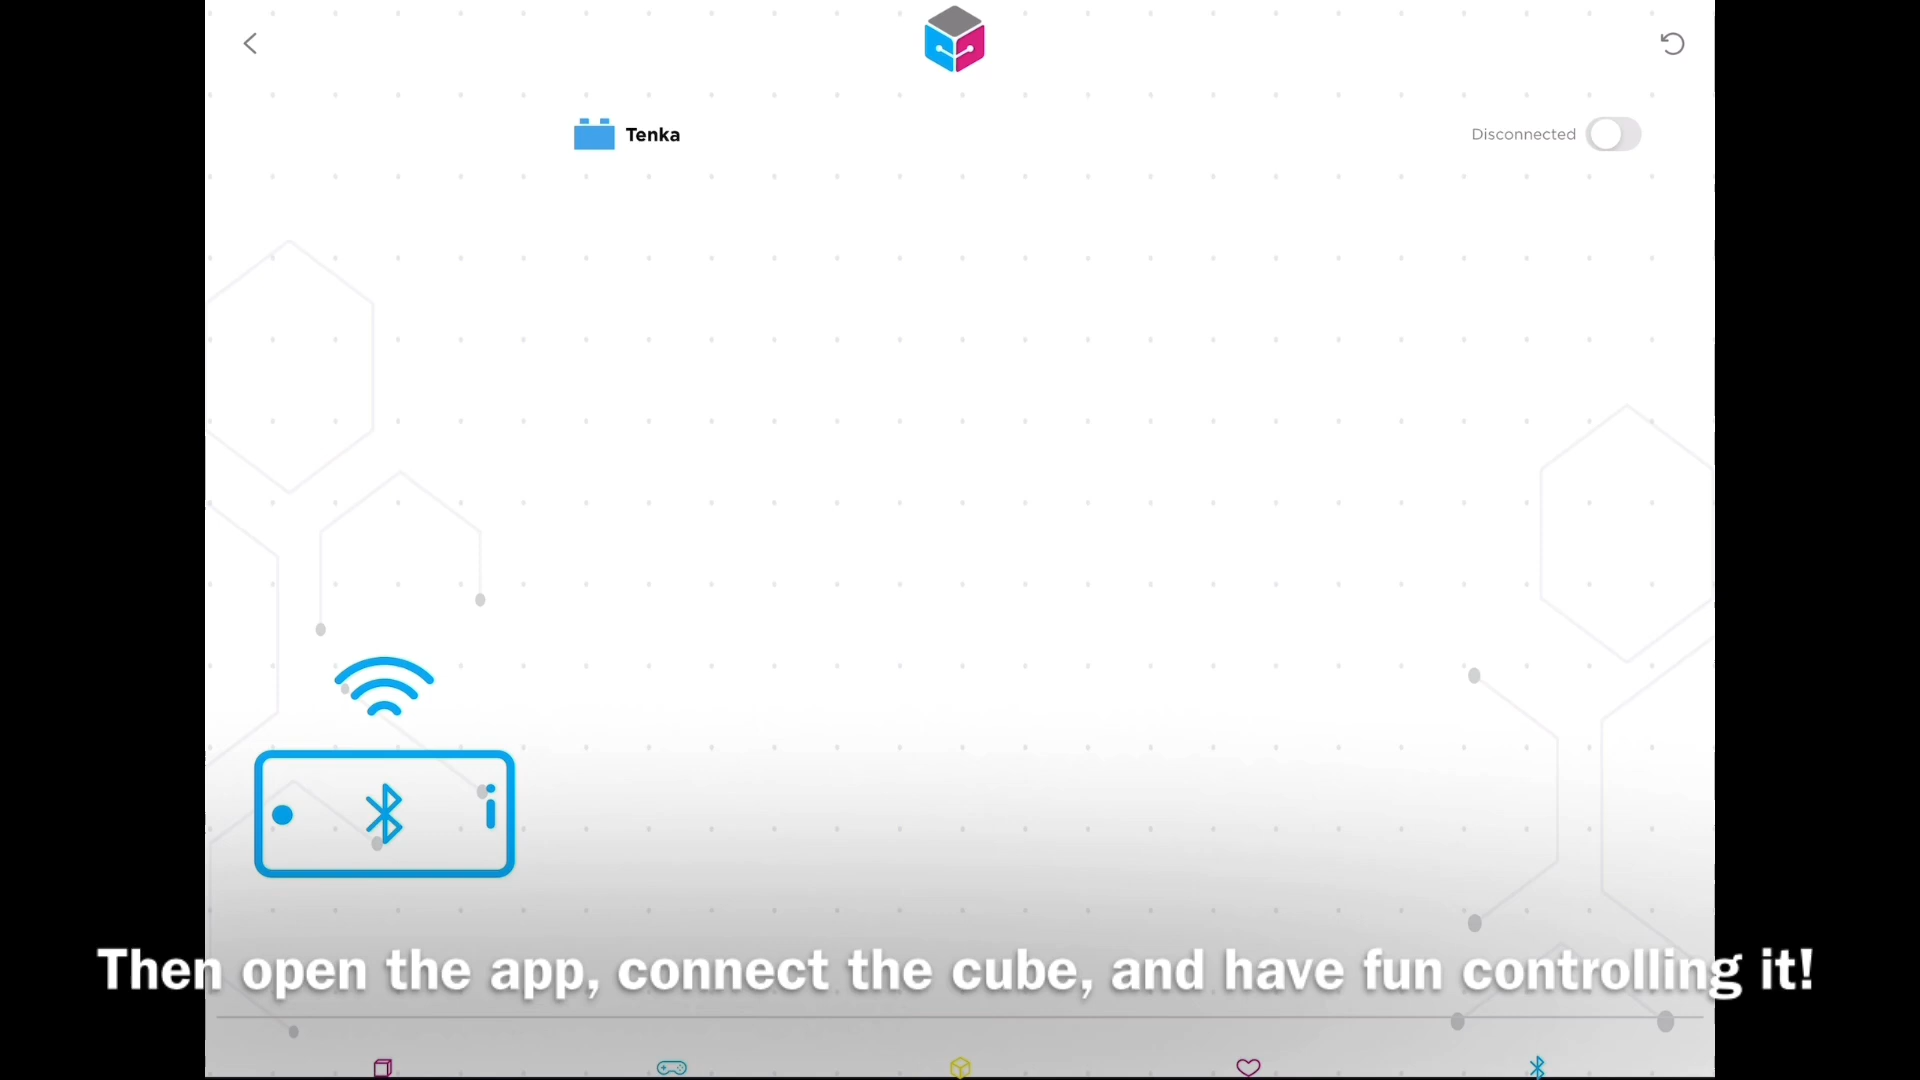 Tenka
Disconnected
Then open the app, connect the cube, and have fun controlling it!